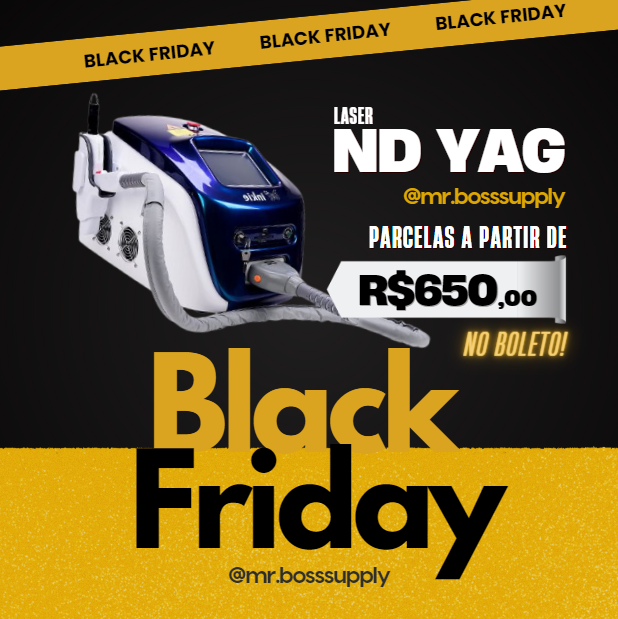 BLACK FRIDAY BLACK FRIDAY BLACK FRIDAY
LASER
ND YAG
@mr.bosssupply
PARCELAS A PARTIR DE
R$650,00
NO BOLETO!
Black
Friday
@mr.bosssupply